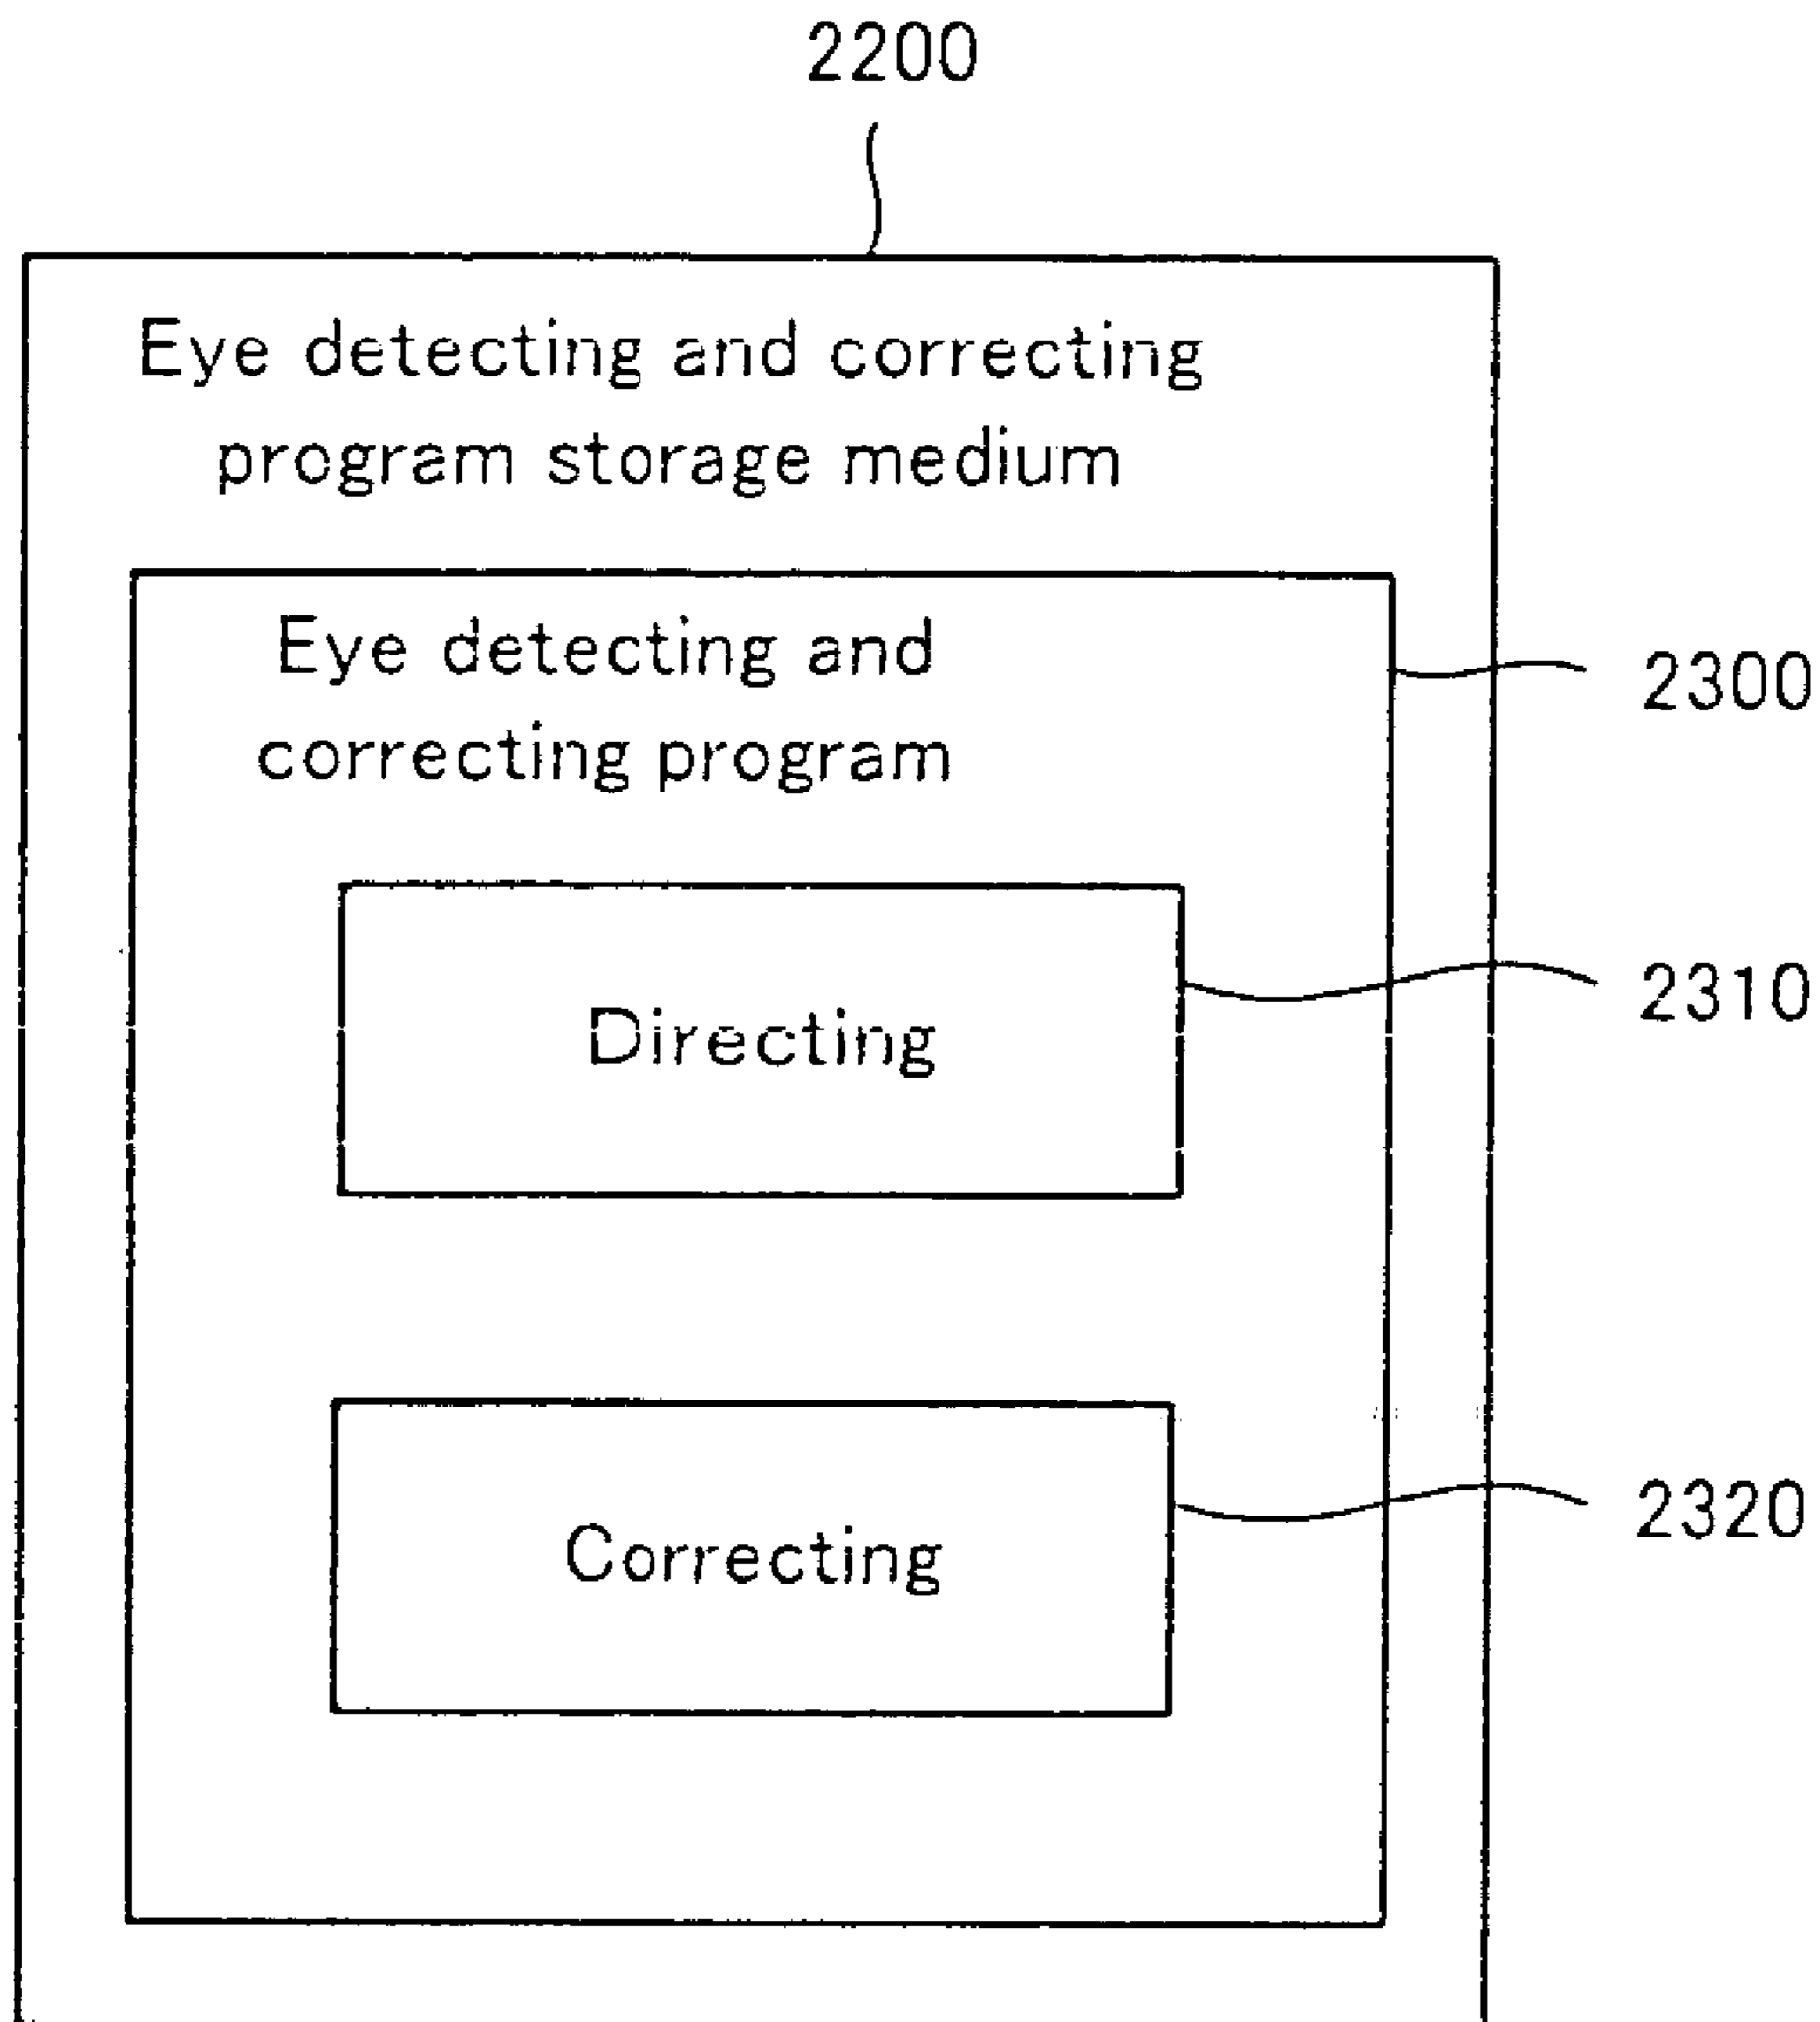 2200
Eye detecting and correcting
program storage medium
Eye detecting and
correcting program
2300
Directing
2310
Correcting
2320